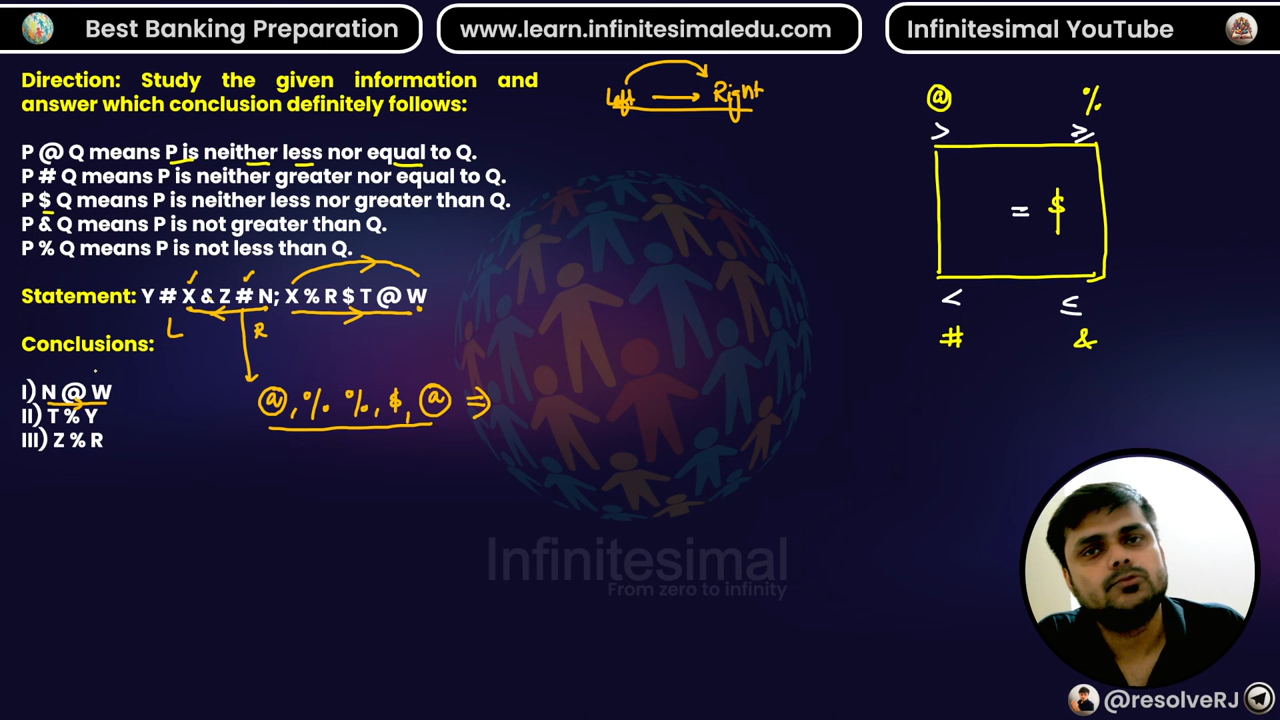 Best Banking Preparation
www.learn.infinitesimaledu.com
Infinitesimal YouTube
Direction: Study the given information and
answer which conclusion definitely follows:
Left → Right
P @ Q means P is neither less nor equal to Q.
P # Q means P is neither greater nor equal to Q.
P $ Q means P is neither less nor greater than Q.
P & Q means P is not greater than Q.
P % Q means P is not less than Q.
@ %
> ≥
= $
< ≤
# &
Statement: Y # X & Z # N; X % R $ T @ W
L R
Conclusions:
I) N @ W
II) T % Y
III) Z % R
@, % %, $, @ ⇒
Infinitesimal
From zero to infinity
@resolveRJ